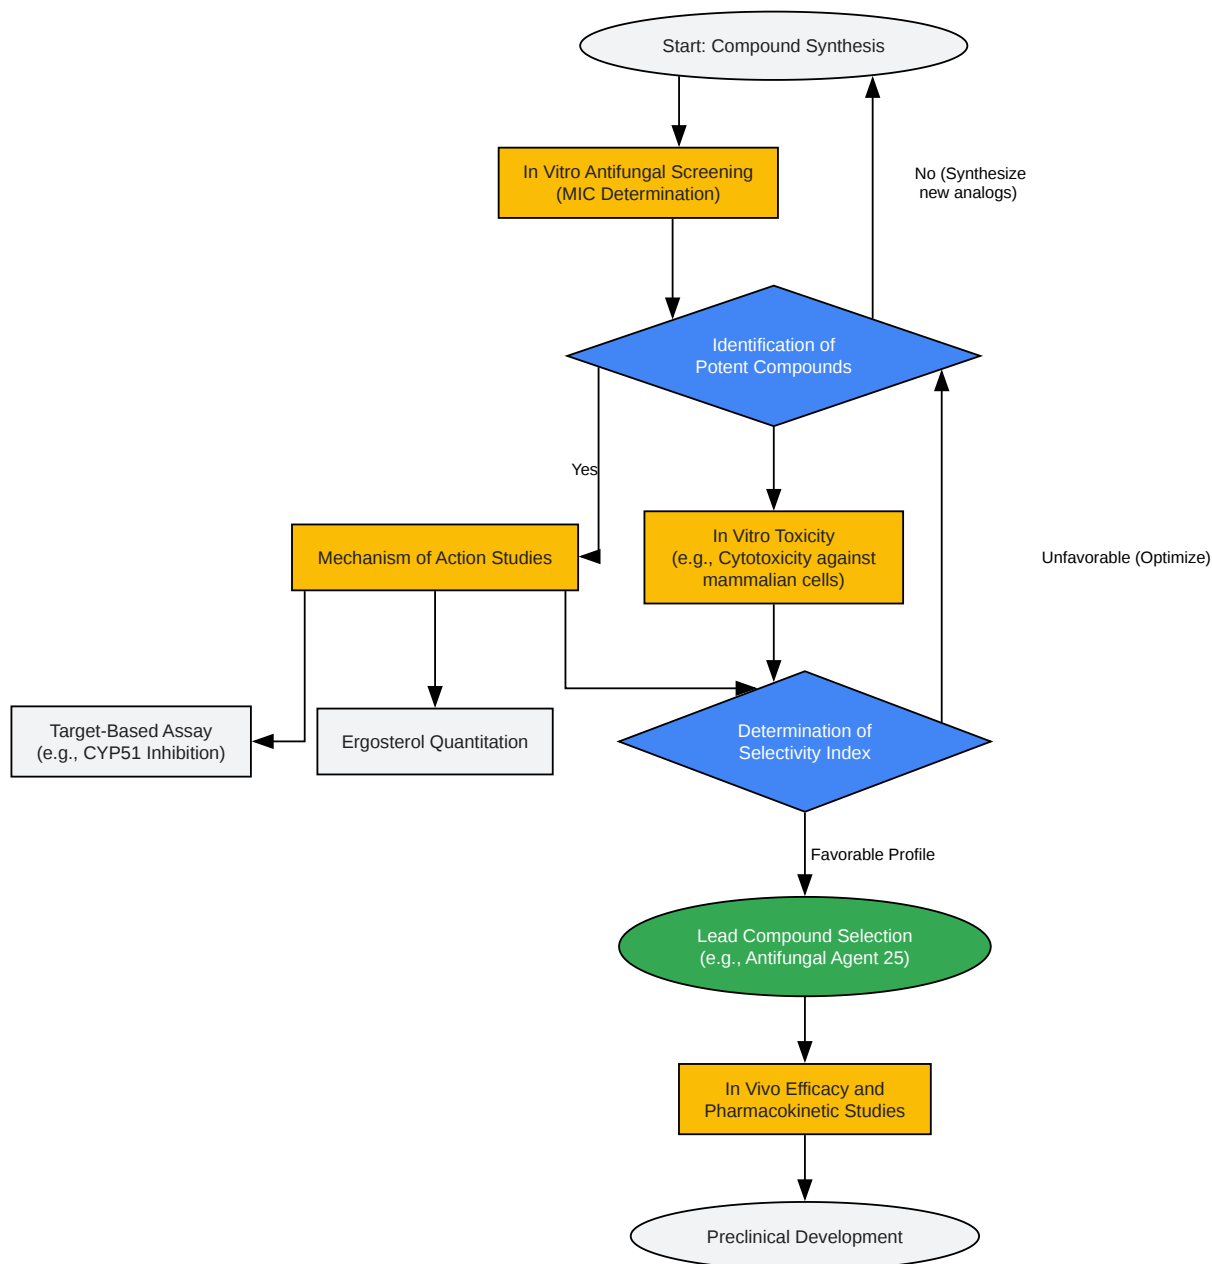 Start: Compound Synthesis
In Vitro Antifungal Screening
(MIC Determination)
No (Synthesize
new analogs)
Identification of
Potent Compounds
Yes
Mechanism of Action Studies
In Vitro Toxicity
(e.g., Cytotoxicity against
mammalian cells)
Unfavorable (Optimize)
Target-Based Assay
(e.g., CYP51 Inhibition)
Ergosterol Quantitation
Determination of
Selectivity Index
Favorable Profile
Lead Compound Selection
(e.g., Antifungal Agent 25)
In Vivo Efficacy and
Pharmacokinetic Studies
Preclinical Development